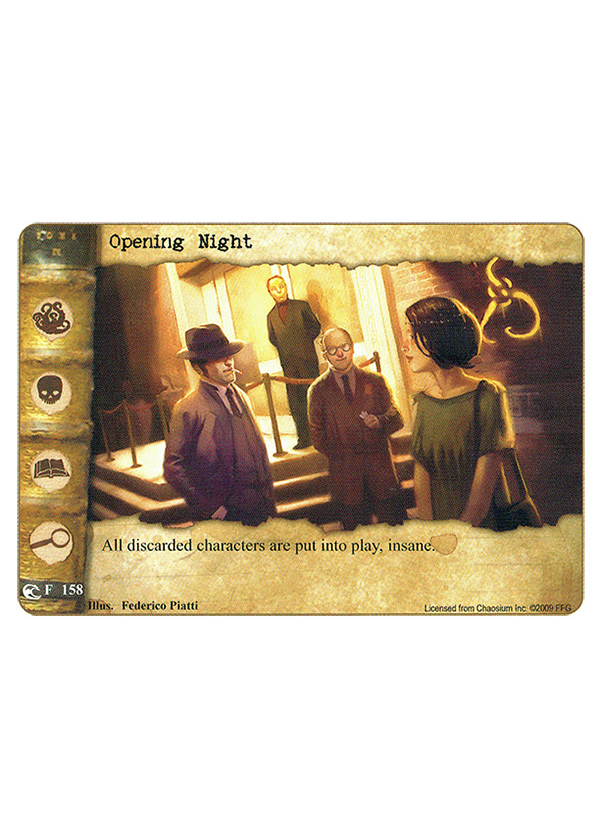 Opening Night
All discarded characters are put into play, insane.
F 158
Illus. Federico Piatti
Licensed from Chaosium Inc. ©2009 FFG